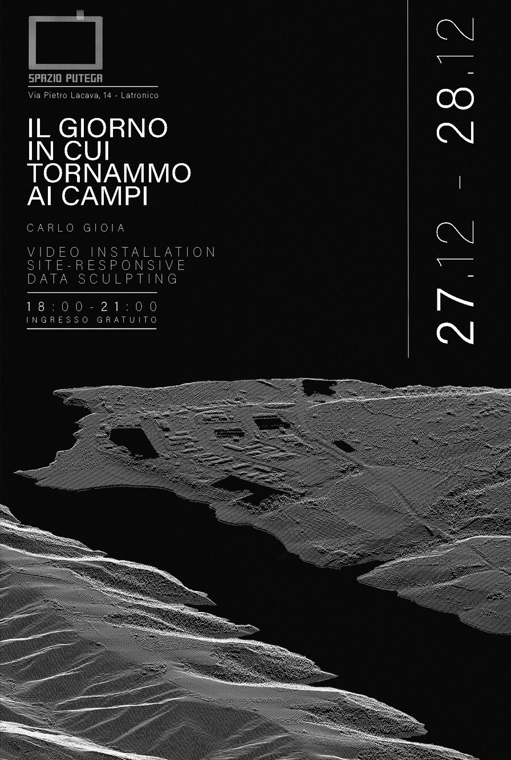 SPAZIO PUTEGA
Via Pietro Lacava, 14 - Latronico
IL GIORNO
IN CUI
TORNAMMO
AI CAMPI
CARLO GIOIA
VIDEO INSTALLATION
SITE-RESPONSIVE
DATA SCULPTING
18:00-21:00
INGRESSO GRATUITO
27.12 - 28.12